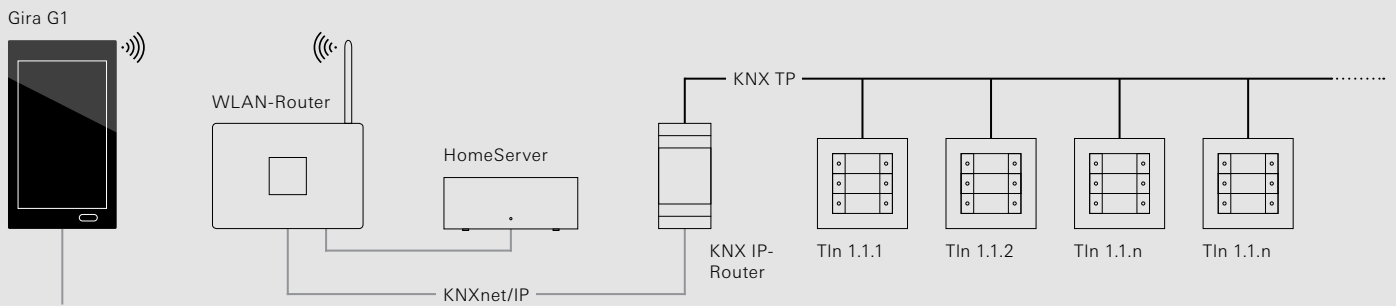 Gira G1
WLAN-Router
HomeServer
KNX TP
KNX IP-
Router
Tln 1.1.1
Tln 1.1.2
Tln 1.1.n
Tln 1.1.n
KNXnet/IP